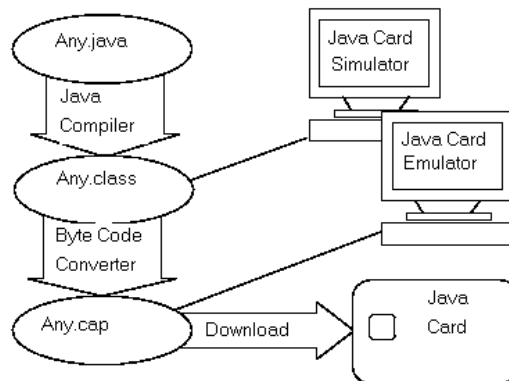 Any.java
Java
Compiler
Any.class
Byte Code
Converter
Any.cap
Download
Java Card
Simulator
Java Card
Emulator
Java
Card